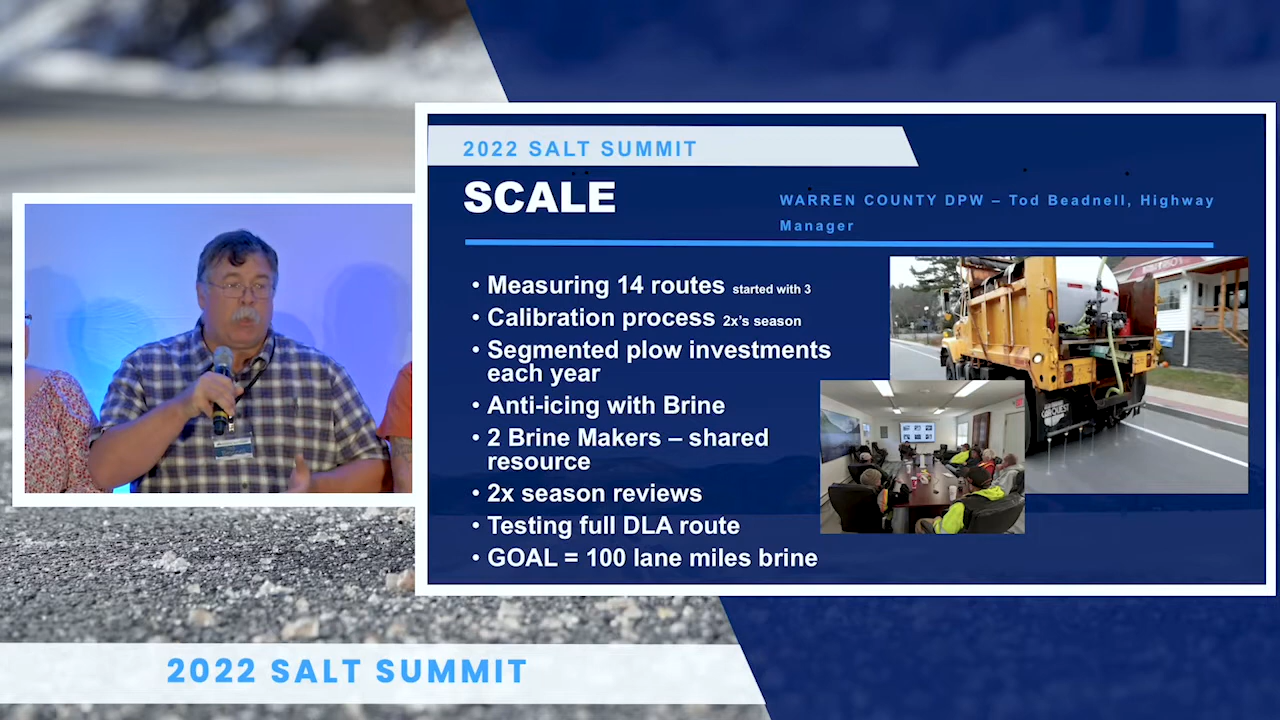 2022 SALT SUMMIT
SCALE
WARREN COUNTY DPW – Tod Beadnell, Highway
Manager
• Measuring 14 routes started with 3
• Calibration process 2x's season
• Segmented plow investments
each year
• Anti-icing with Brine
• 2 Brine Makers – shared
resource
• 2x season reviews
• Testing full DLA route
• GOAL = 100 lane miles brine
2022 SALT SUMMIT